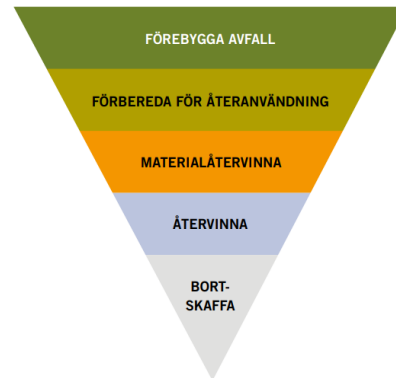 FÖREBYGGA AVFALL
FÖRBEREDA FÖR ÅTERANVÄNDNING
MATERIALÅTERVINNA
ÅTERVINNA
BORT-
SKAFFA